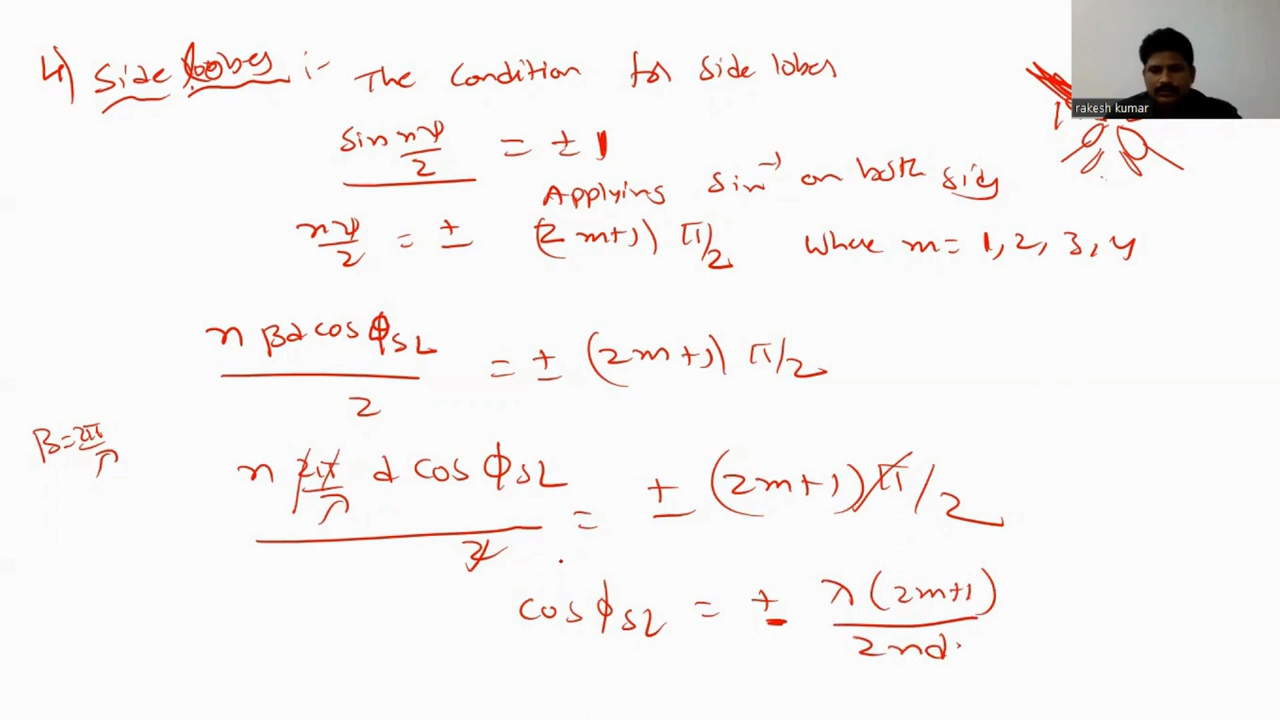 4) Side lobes :- The Condition for side lobes
rakesh kumar
sin nψ/2 = ± 1
Applying sin⁻¹ on both sides
nψ/2 = ± (2m+1) π/2 where m = 1, 2, 3, 4
n βd cos ϕSL / 2 = ± (2m+1) π/2
β = 2π/λ
n 2π/λ d cos ϕSL / 2 = ± (2m+1) π/2
cos ϕSL = ± λ(2m+1) / 2nd